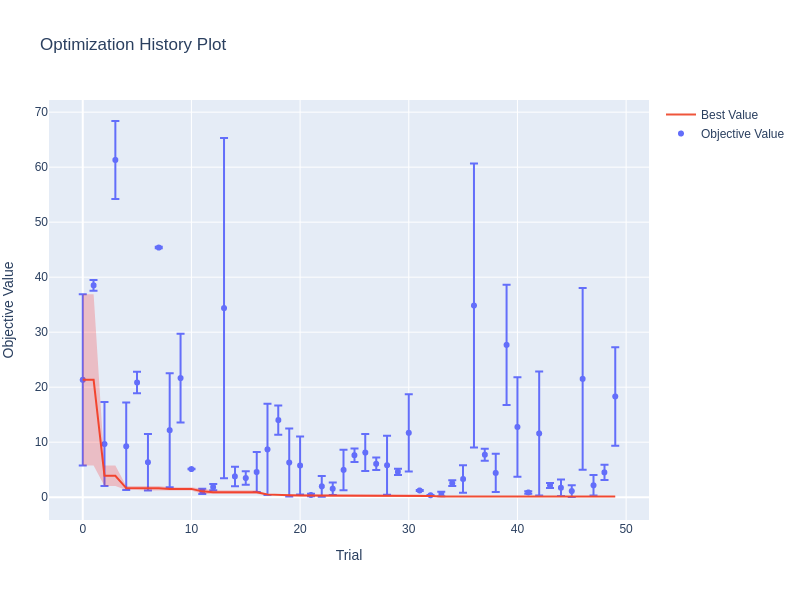 Optimization History Plot
Best Value
Objective Value
70
60
50
40
30
20
10
0
Objective Value
0 10 20 30 40 50
Trial